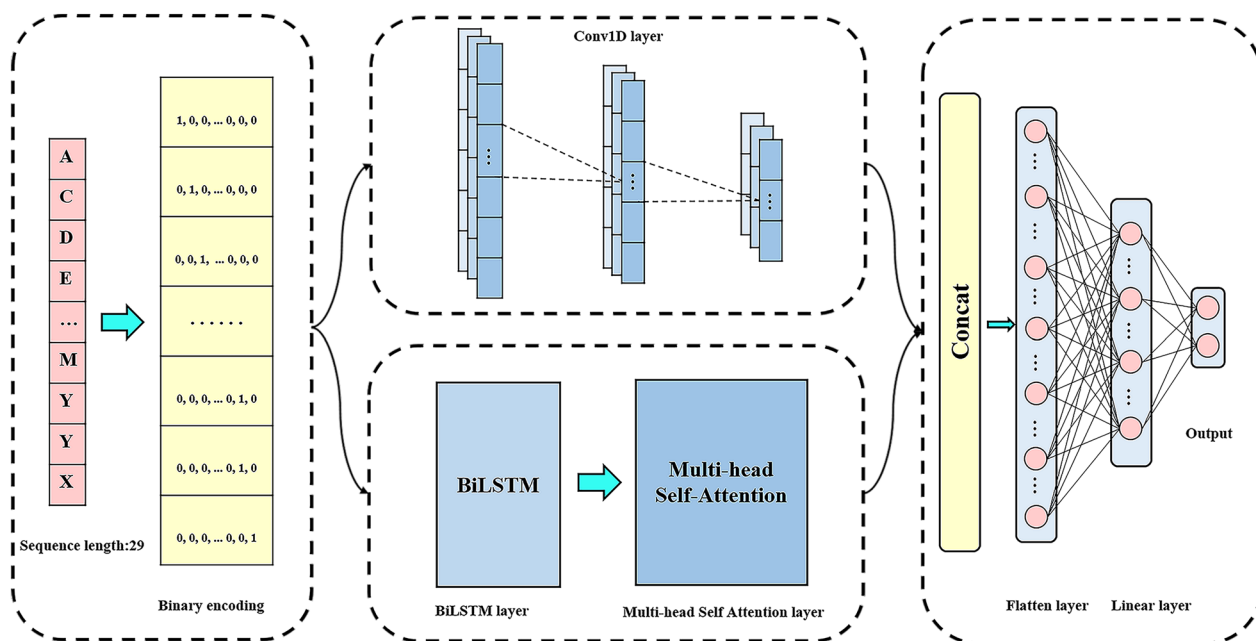 A
C
D
E
...
M
Y
Y
X
Sequence length:29
1, 0, 0, ... 0, 0, 0
0, 1, 0, ... 0, 0, 0
0, 0, 1, ... 0, 0, 0
......
0, 0, 0, ... 0, 1, 0
0, 0, 0, ... 0, 1, 0
0, 0, 0, ... 0, 0, 1
Binary encoding
Conv1D layer
BiLSTM
Multi-head
Self-Attention
BiLSTM layer
Multi-head Self Attention layer
Concat
Flatten layer
Linear layer
Output